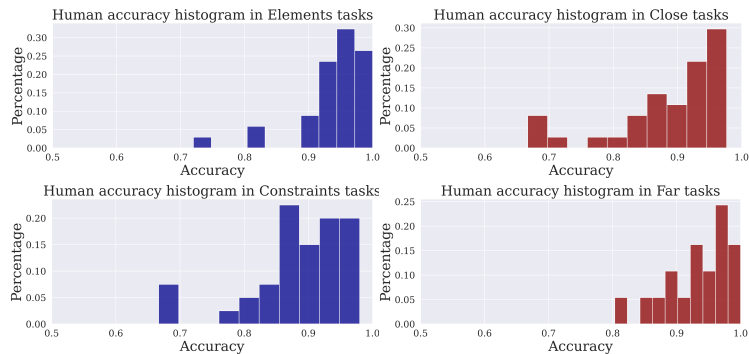 Human accuracy histogram in Elements tasks
Percentage
0.30
0.25
0.20
0.15
0.10
0.05
0.00
0.5 0.6 0.7 0.8 0.9 1.0
Accuracy
Human accuracy histogram in Close tasks
Percentage
0.30
0.25
0.20
0.15
0.10
0.05
0.00
0.5 0.6 0.7 0.8 0.9 1.0
Accuracy
Human accuracy histogram in Constraints tasks
Percentage
0.20
0.15
0.10
0.05
0.00
0.5 0.6 0.7 0.8 0.9 1.0
Accuracy
Human accuracy histogram in Far tasks
Percentage
0.25
0.20
0.15
0.10
0.05
0.00
0.5 0.6 0.7 0.8 0.9 1.0
Accuracy